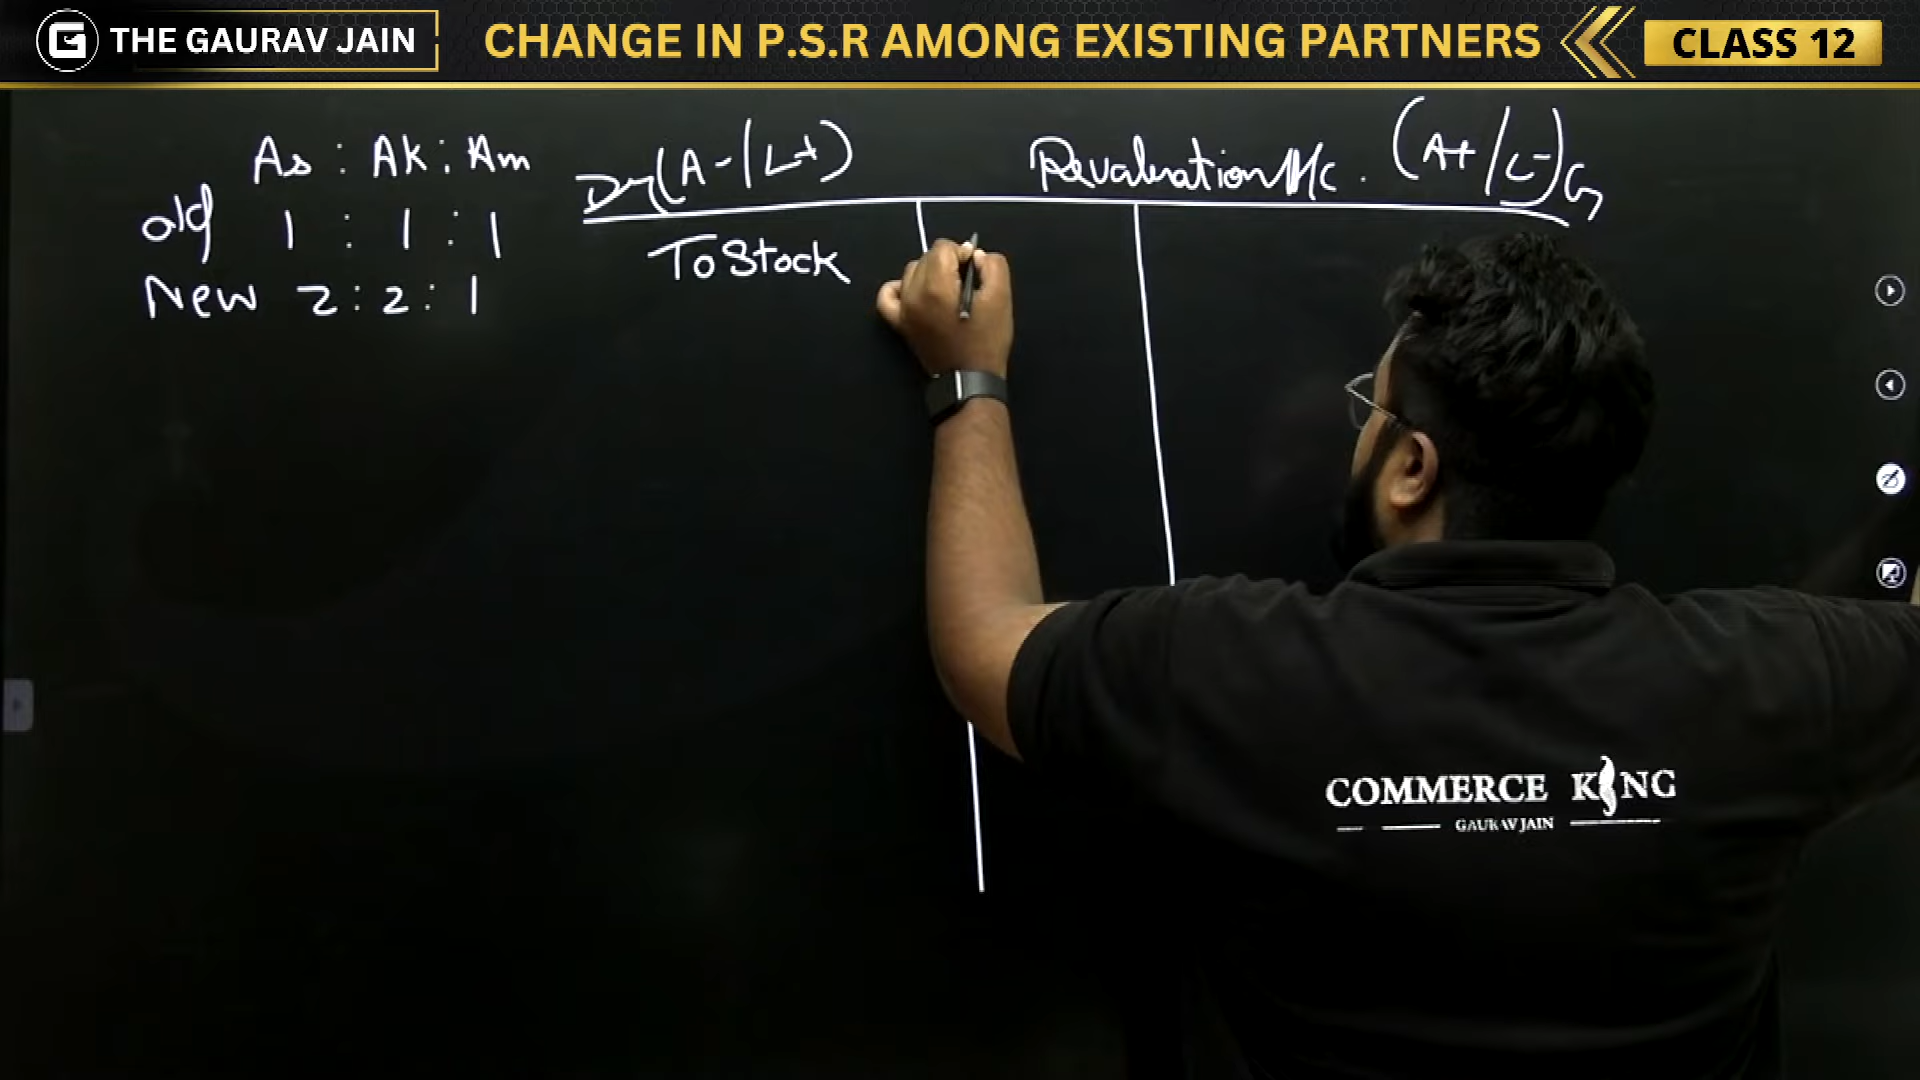 G THE GAURAV JAIN CHANGE IN P.S.R AMONG EXISTING PARTNERS CLASS 12
As : Ak : Am
old 1 : 1 : 1
New 2 : 2 : 1
Dr (A- / L+) Revaluation A/c. (A+ / L-) Cr
To Stock
COMMERCE KING
GAURAV JAIN